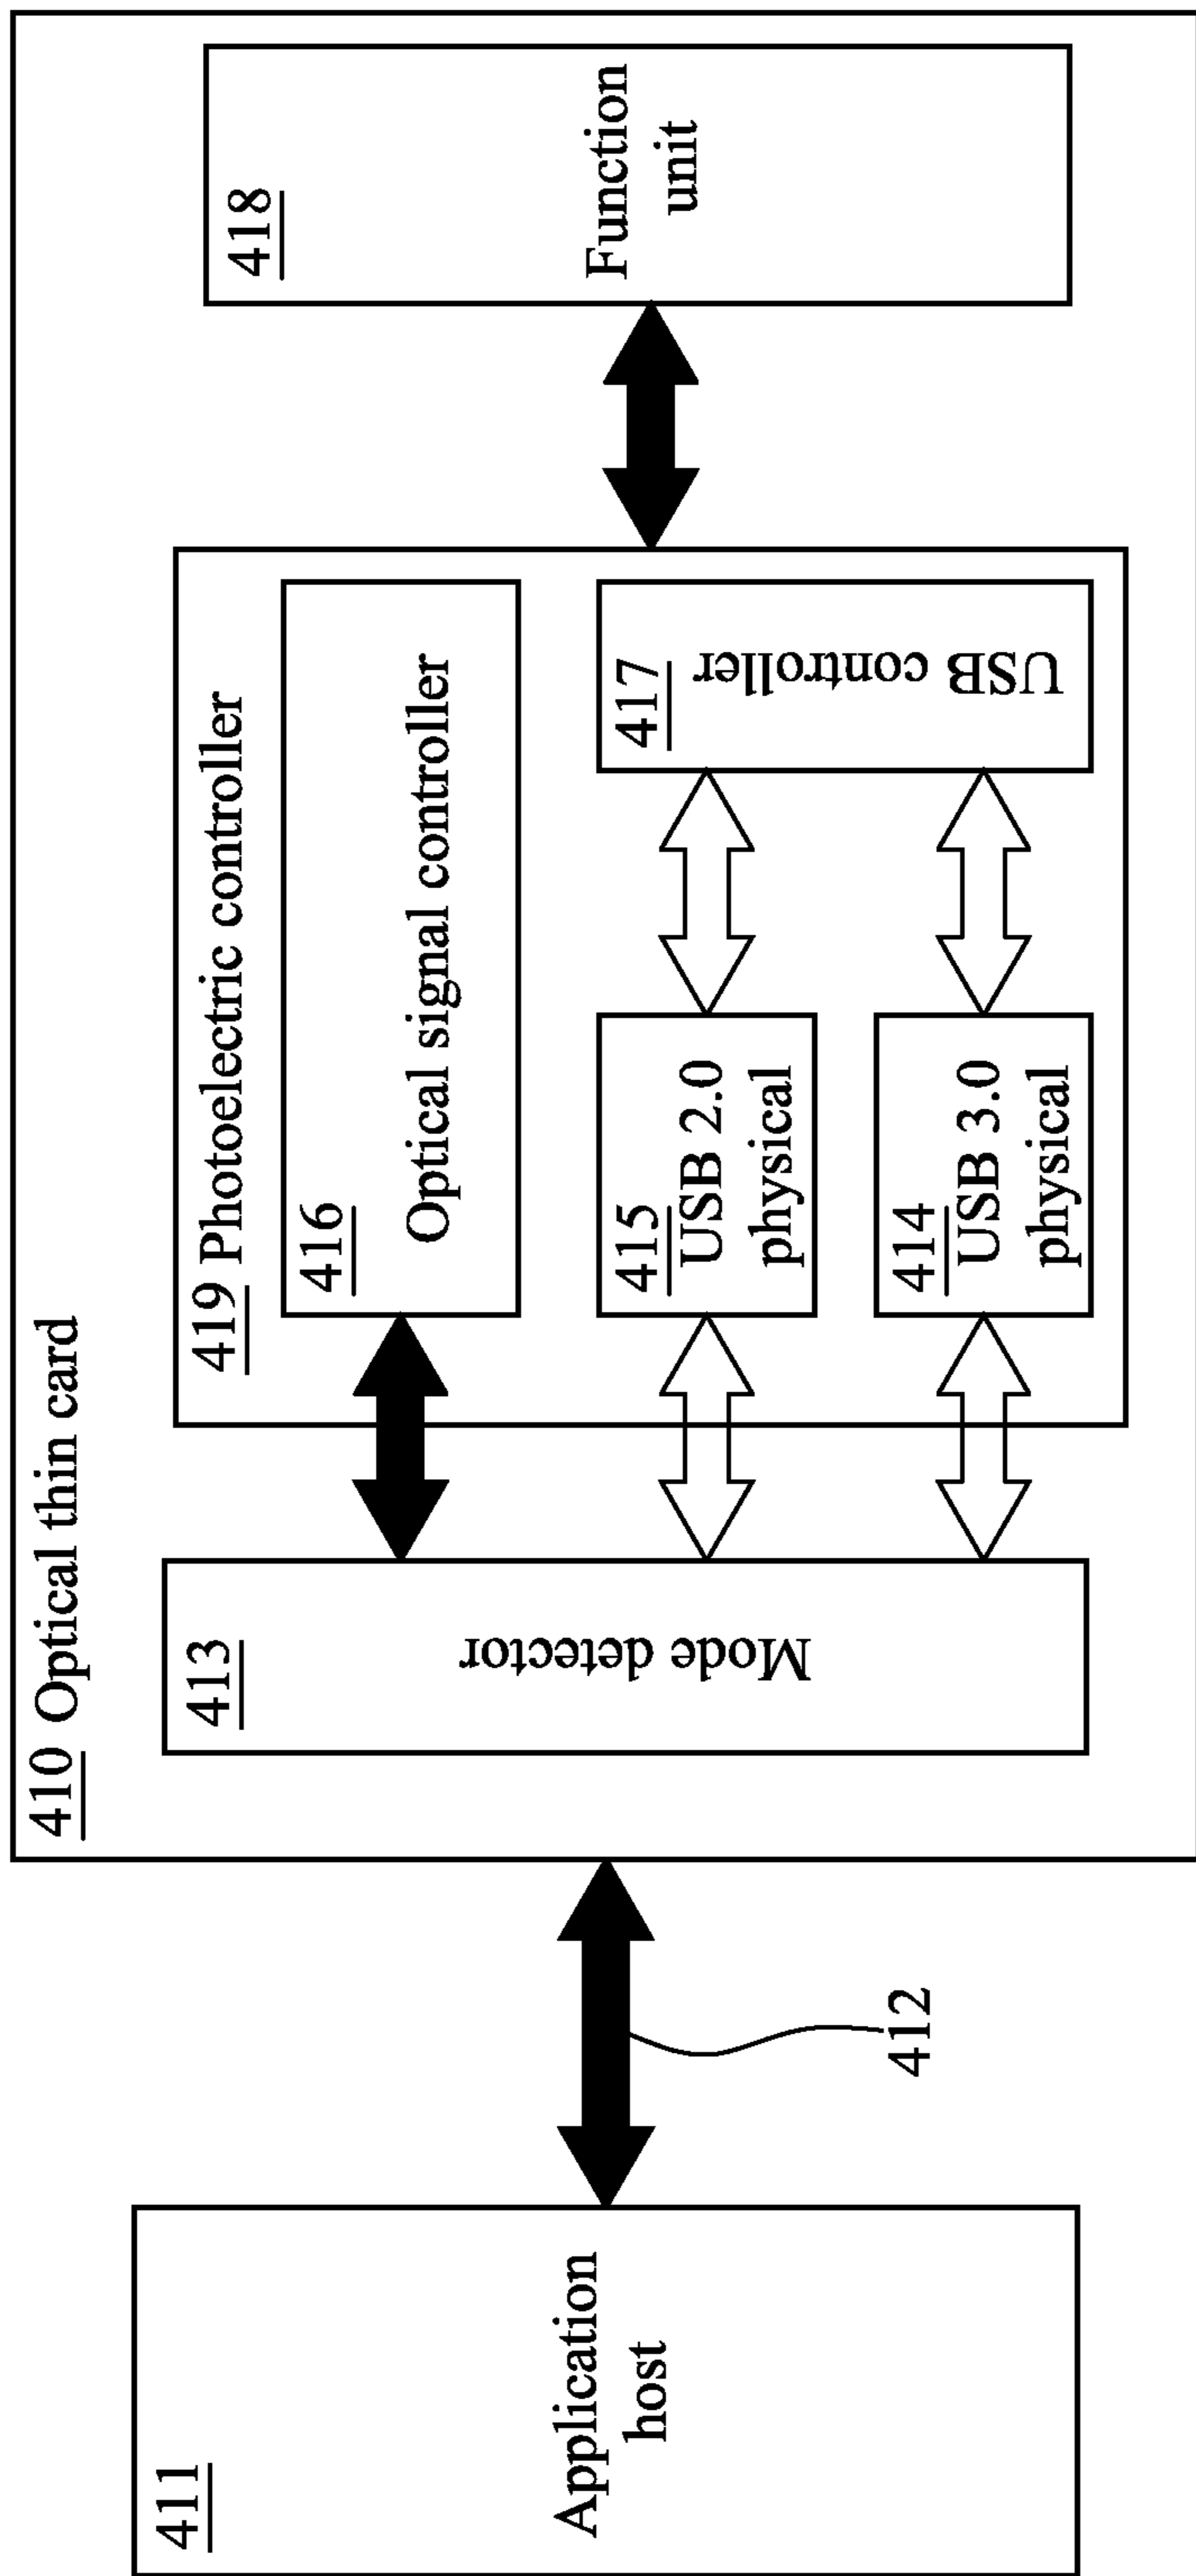 410 Optical thin card
411
Application
host
412
413
Mode detector
419 Photoelectric controller
416
Optical signal controller
415
USB 2.0
physical
414
USB 3.0
physical
417
USB controller
418
Function
unit